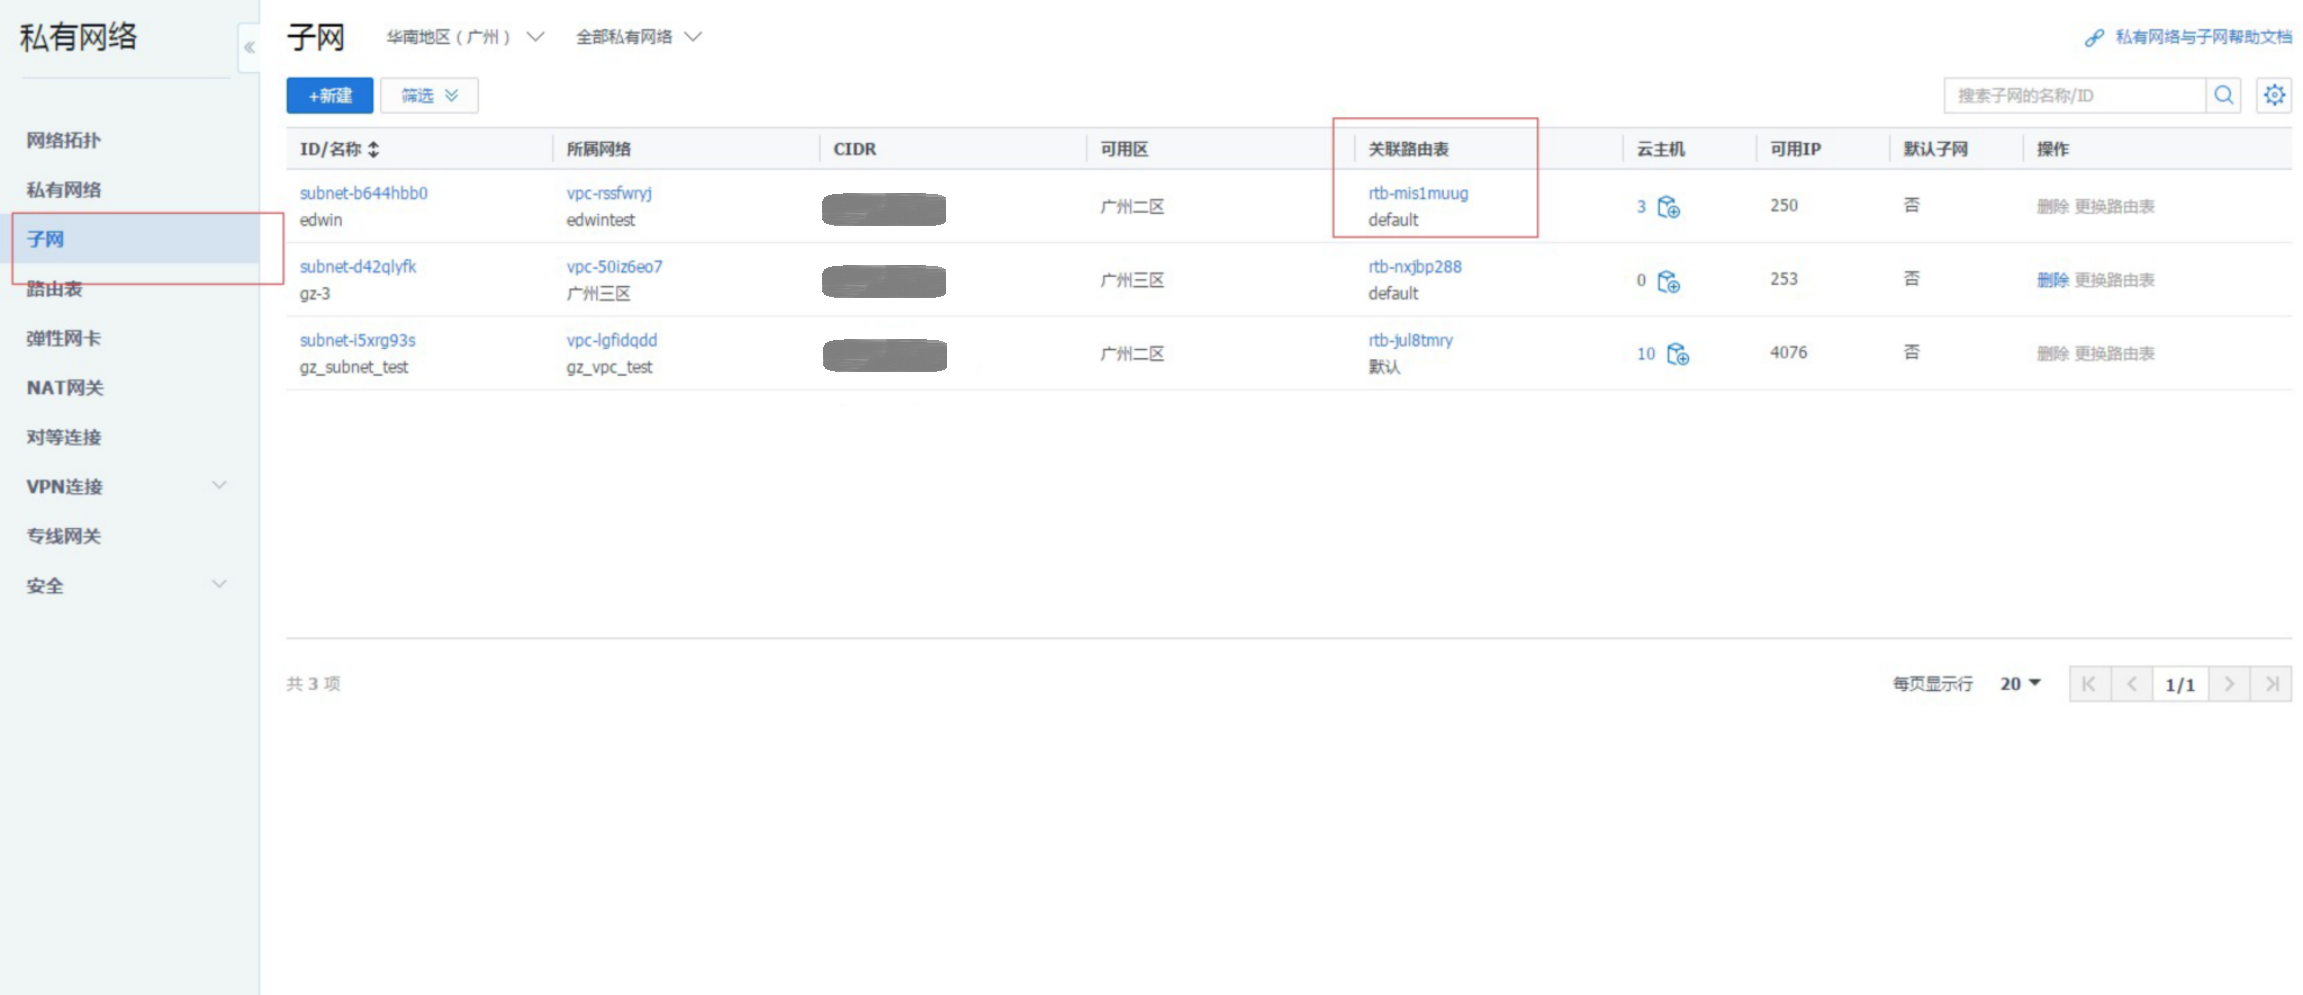 私有网络
网络拓扑
私有网络
子网
路由表
弹性网卡
NAT网关
对等连接
VPN连接
专线网关
安全
子网 华南地区（广州） 全部私有网络 私有网络与子网帮助文档
+新建 筛选 搜索子网的名称/ID
ID/名称 所属网络 CIDR 可用区 关联路由表 云主机 可用IP 默认子网 操作
subnet-b644hbb0 vpc-rssfwryj 广州二区 rtb-mis1muug 3 250 否 删除 更换路由表
edwin edwintest default
subnet-d42qlyfk vpc-50iz6eo7 广州三区 rtb-nxjbp288 0 253 否 删除 更换路由表
gz-3 广州三区 default
subnet-i5xrg93s vpc-lgfidqdd 广州二区 rtb-jul8tmry 10 4076 否 删除 更换路由表
gz_subnet_test gz_vpc_test 默认
共 3 项 每页显示行 20 1/1